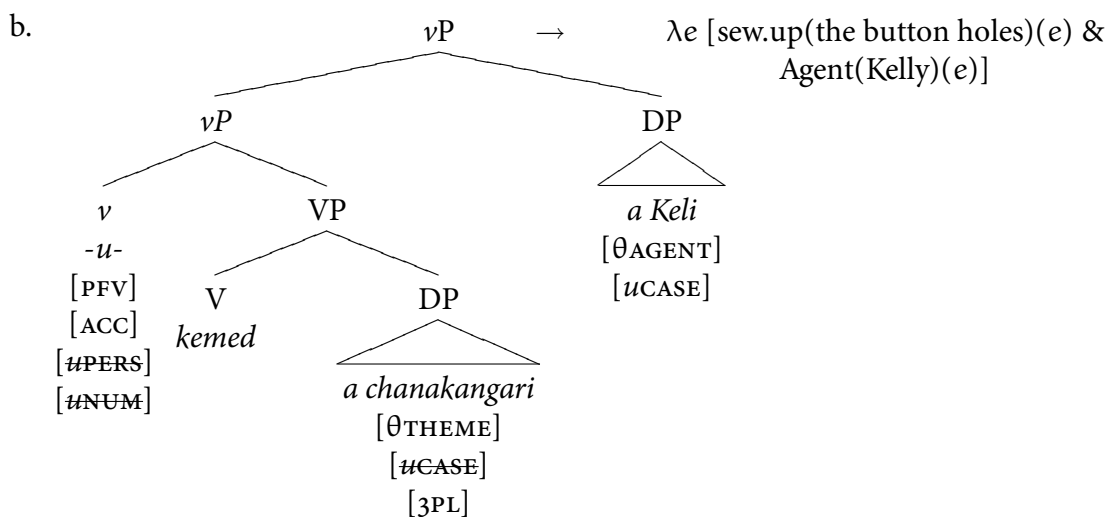 b. vP → λe [sew.up(the button holes)(e) &
Agent(Kelly)(e)]
vP DP
v VP a Keli
-u- [θAGENT]
[PFV] V DP [uCASE]
[ACC] kemed
[uPERS] a chanakangari
[uNUM] [θTHEME]
[uCASE]
[3PL]